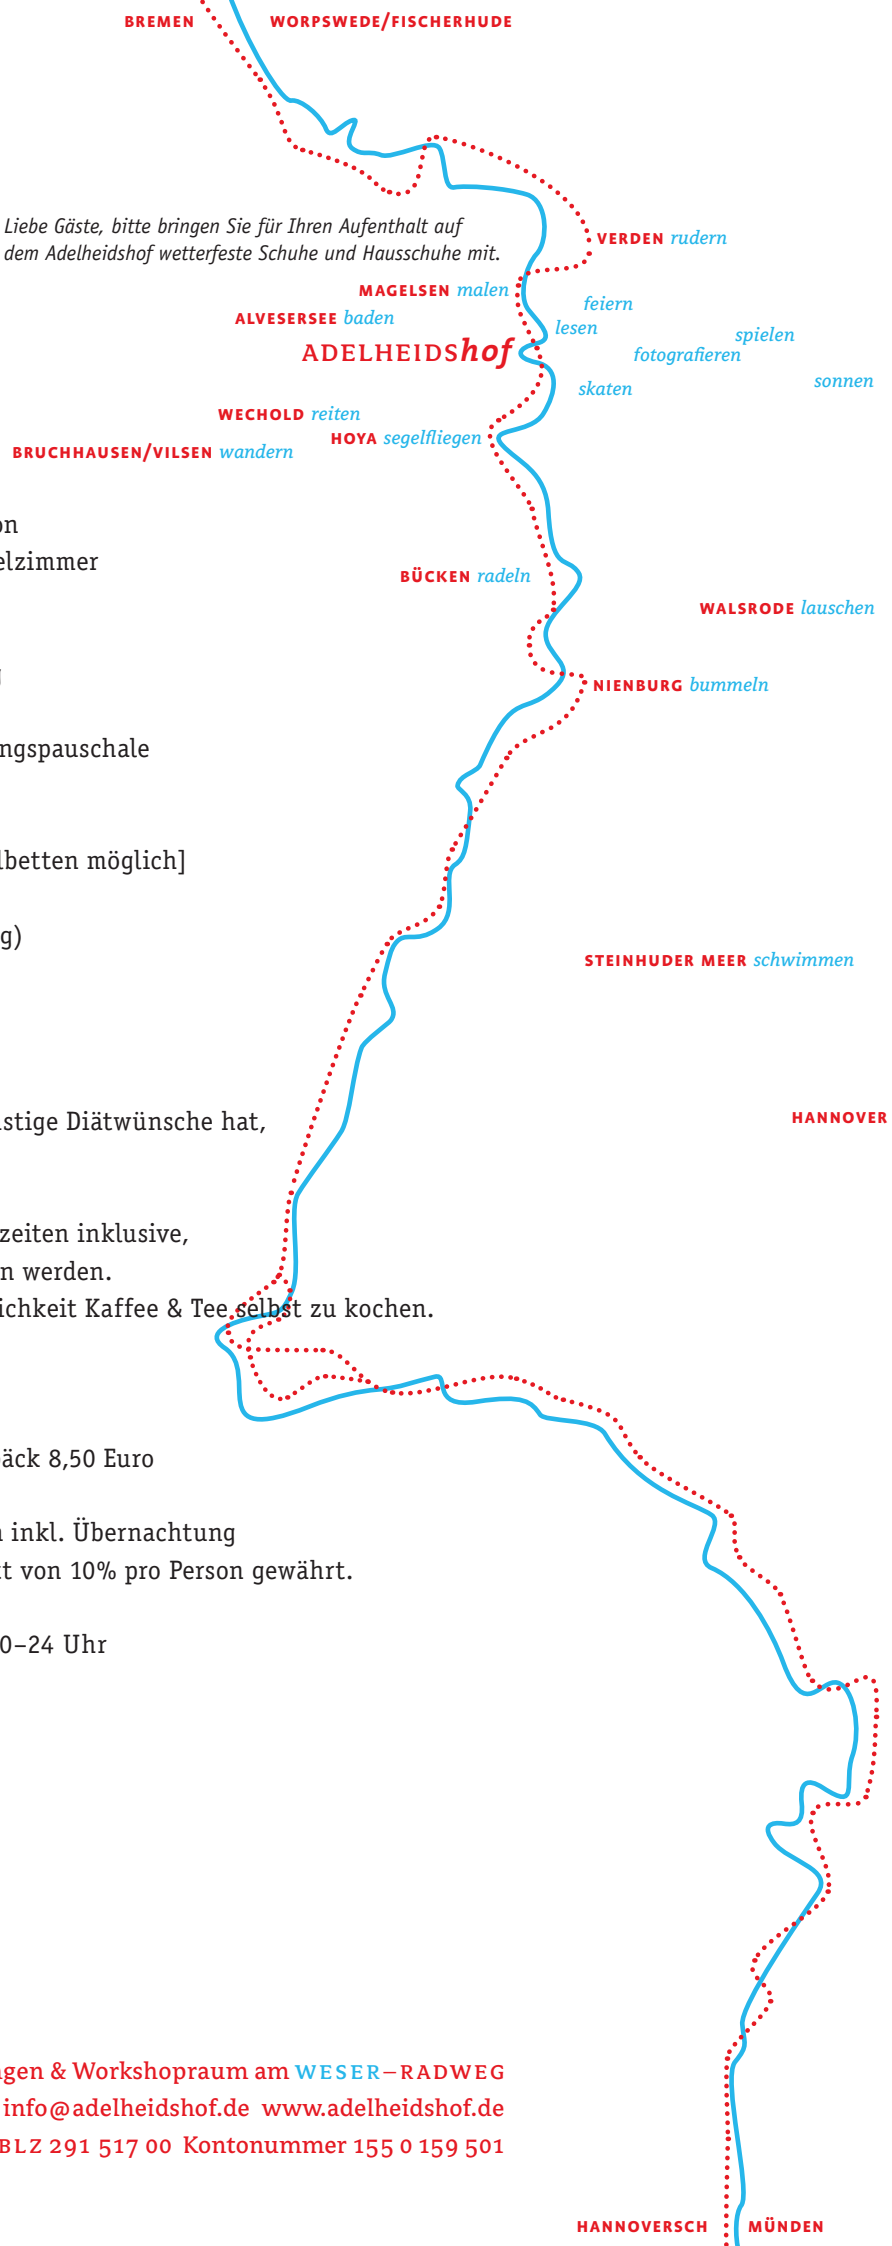 BREMEN WORPSWEDE/FISCHERHUDE
Liebe Gäste, bitte bringen Sie für Ihren Aufenthalt auf
dem Adelheidshof wetterfeste Schuhe und Hausschuhe mit.
VERDEN rudern
MAGELSEN malen
feiern
ALVESERSEE baden
lesen
spielen
ADELHEIDShof
fotografieren
sonnen
skaten
WECHOLD reiten
HOYA segelfliegen
BRUCHHAUSEN/VILSEN wandern
on
elzimmer
BÜCKEN radeln
WALSRODE lauschen
NIENBURG bummeln
ngspauschale
lbetten möglich]
g)
STEINHUDER MEER schwimmen
HANNOVER
stige Diätwünsche hat,
zeiten inklusive,
n werden.
ichkeit Kaffee & Tee selbst zu kochen.
äck 8,50 Euro
inkl. Übernachtung
t von 10% pro Person gewährt.
0–24 Uhr
gen & Workshopraum am WESER–RADWEG
info@adelheidshof.de www.adelheidshof.de
BLZ 291 517 00 Kontonummer 155 0 159 501
HANNOVERSCH MÜNDEN